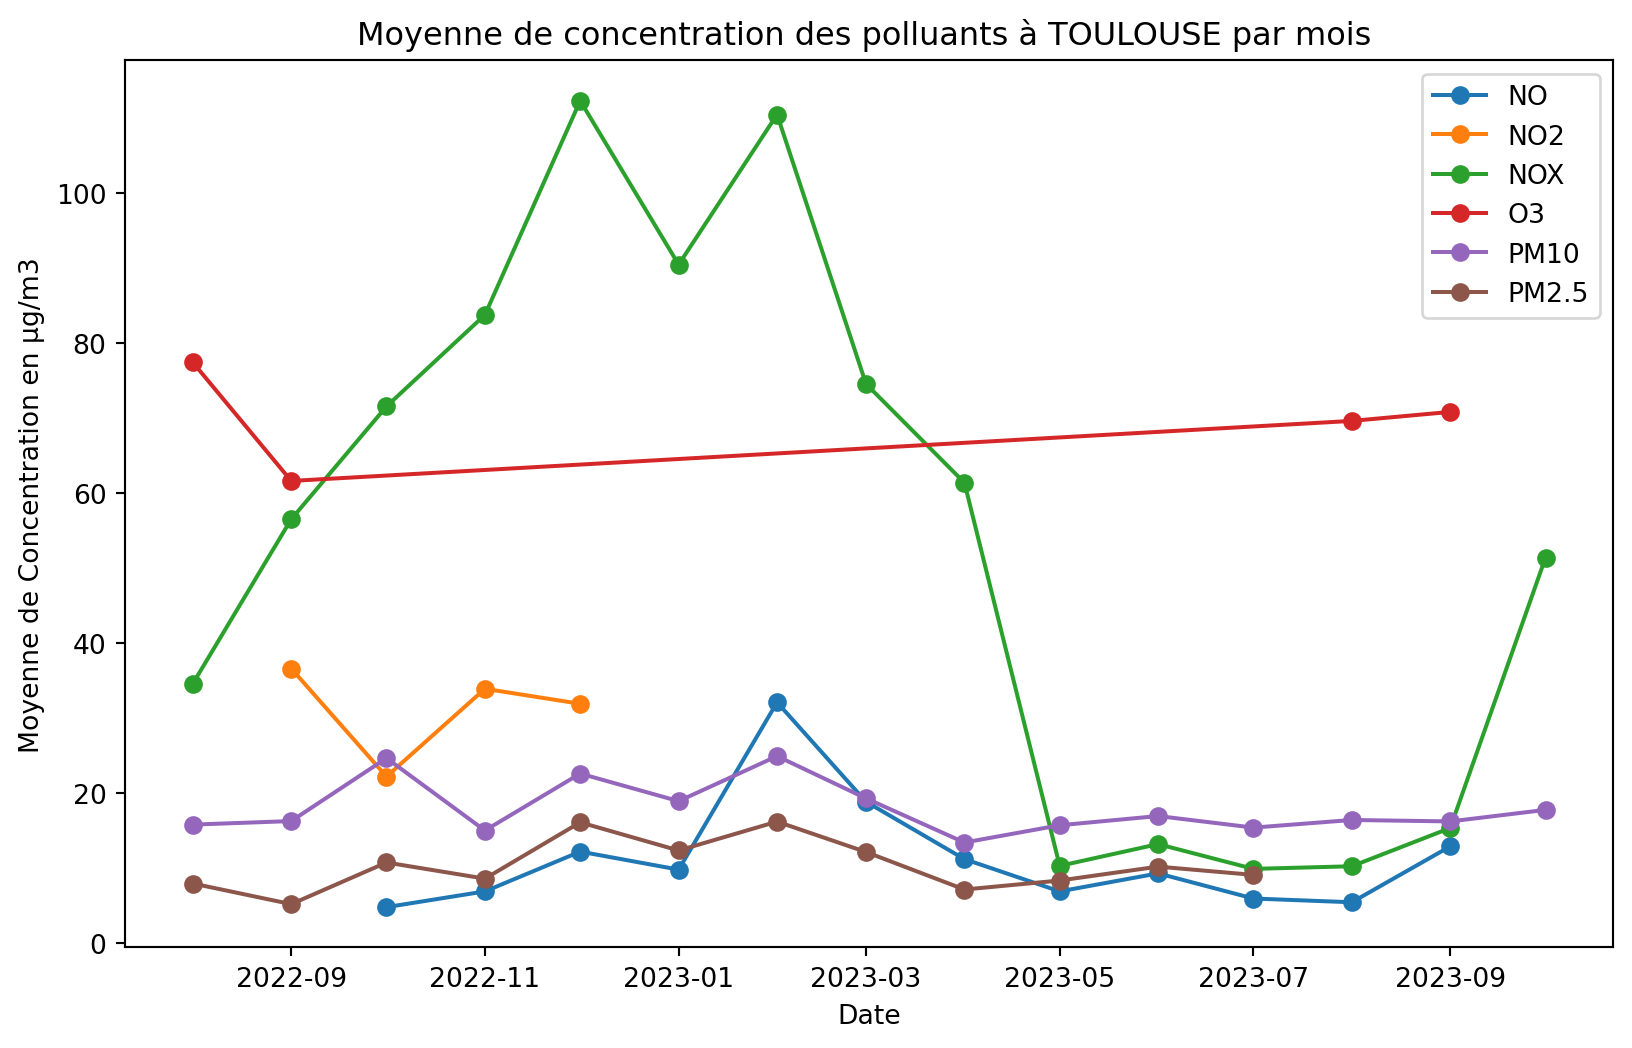 Moyenne de concentration des polluants à TOULOUSE par mois
NO
NO2
NOX
O3
PM10
PM2.5
Moyenne de Concentration en µg/m3
100
80
60
40
20
0
2022-09 2022-11 2023-01 2023-03 2023-05 2023-07 2023-09
Date